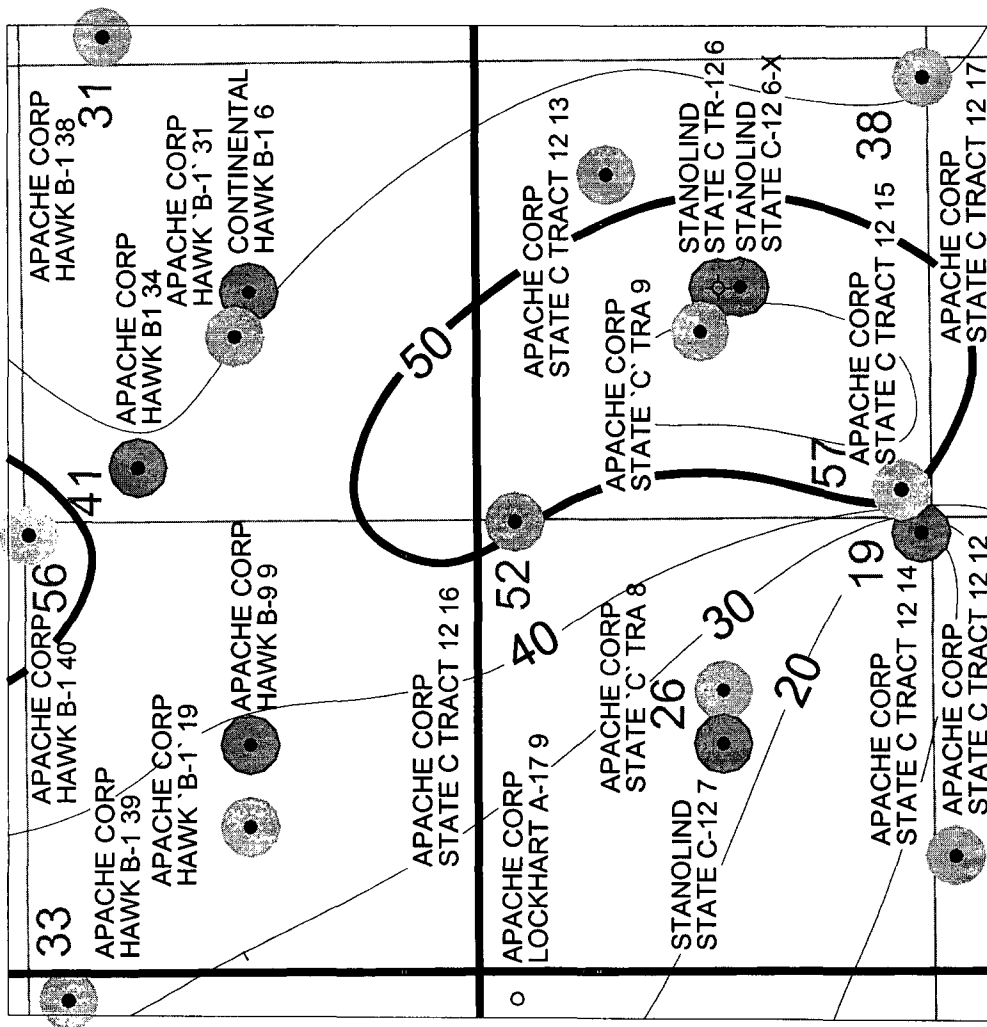 APACHE CORP
HAWK B-1 38
31
APACHE CORP
HAWK `B-1` 31
CONTINENTAL
HAWK B-1 6
APACHE CORP
HAWK B1 34
41
56
APACHE CORP
HAWK B-1 40
APACHE CORP
HAWK B-9 9
APACHE CORP
HAWK `B-1` 19
APACHE CORP
HAWK B-1 39
33
50
APACHE CORP
STATE C TRACT 12 16
APACHE CORP
STATE C TRACT 12 13
52
40
APACHE CORP
LOCKHART A-17 9
STANOLIND
STATE C TR-12 6
STANOLIND
STATE C-12 6-X
APACHE CORP
STATE `C` TRA 9
APACHE CORP
STATE `C` TRA 8
30
26
STANOLIND
STATE C-12 7
20
38
APACHE CORP
STATE C TRACT 12 15
57
19
APACHE CORP
STATE C TRACT 12 14
APACHE CORP
STATE C TRACT 12 17
APACHE CORP
STATE C TRACT 12 12